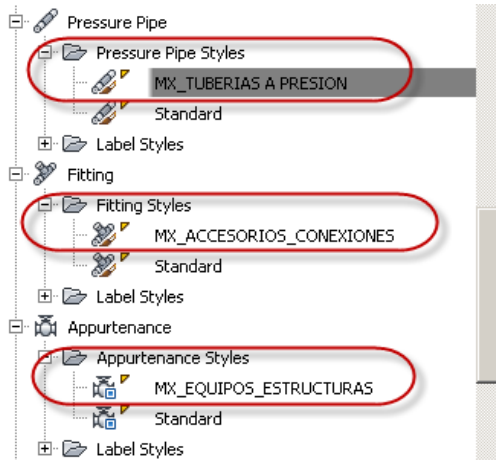 Pressure Pipe
Pressure Pipe Styles
MX_TUBERIAS A PRESION
Standard
Label Styles
Fitting
Fitting Styles
MX_ACCESORIOS_CONEXIONES
Standard
Label Styles
Appurtenance
Appurtenance Styles
MX_EQUIPOS_ESTRUCTURAS
Standard
Label Styles